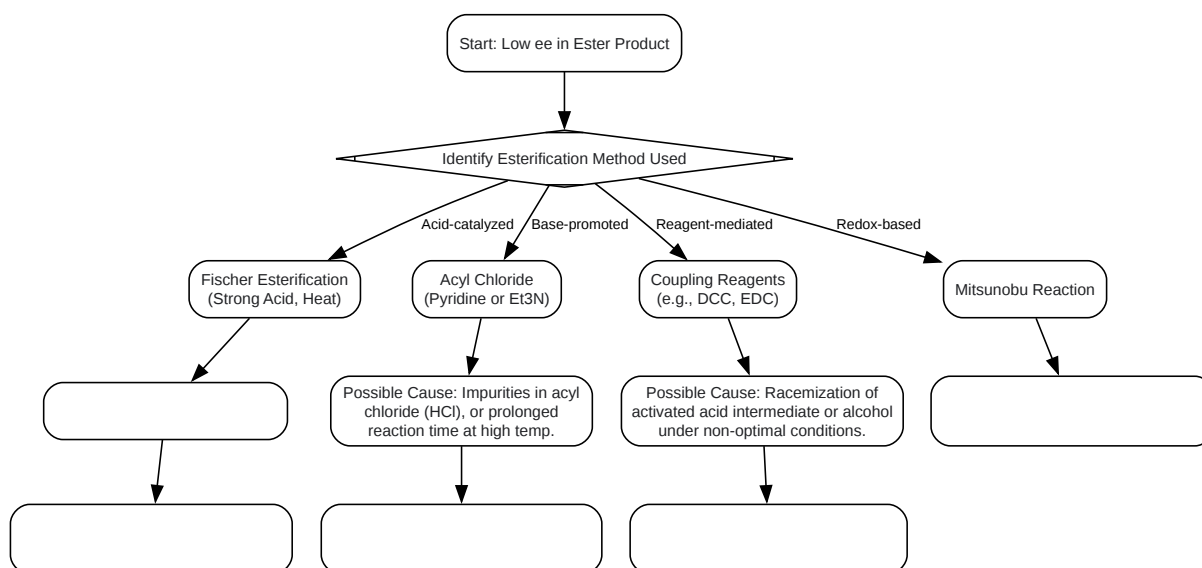 Start: Low ee in Ester Product
Identify Esterification Method Used
Acid-catalyzed
Base-promoted
Reagent-mediated
Redox-based
Fischer Esterification
(Strong Acid, Heat)
Acyl Chloride
(Pyridine or Et3N)
Coupling Reagents
(e.g., DCC, EDC)
Mitsunobu Reaction
Possible Cause: Impurities in acyl
chloride (HCl), or prolonged
reaction time at high temp.
Possible Cause: Racemization of
activated acid intermediate or alcohol
under non-optimal conditions.